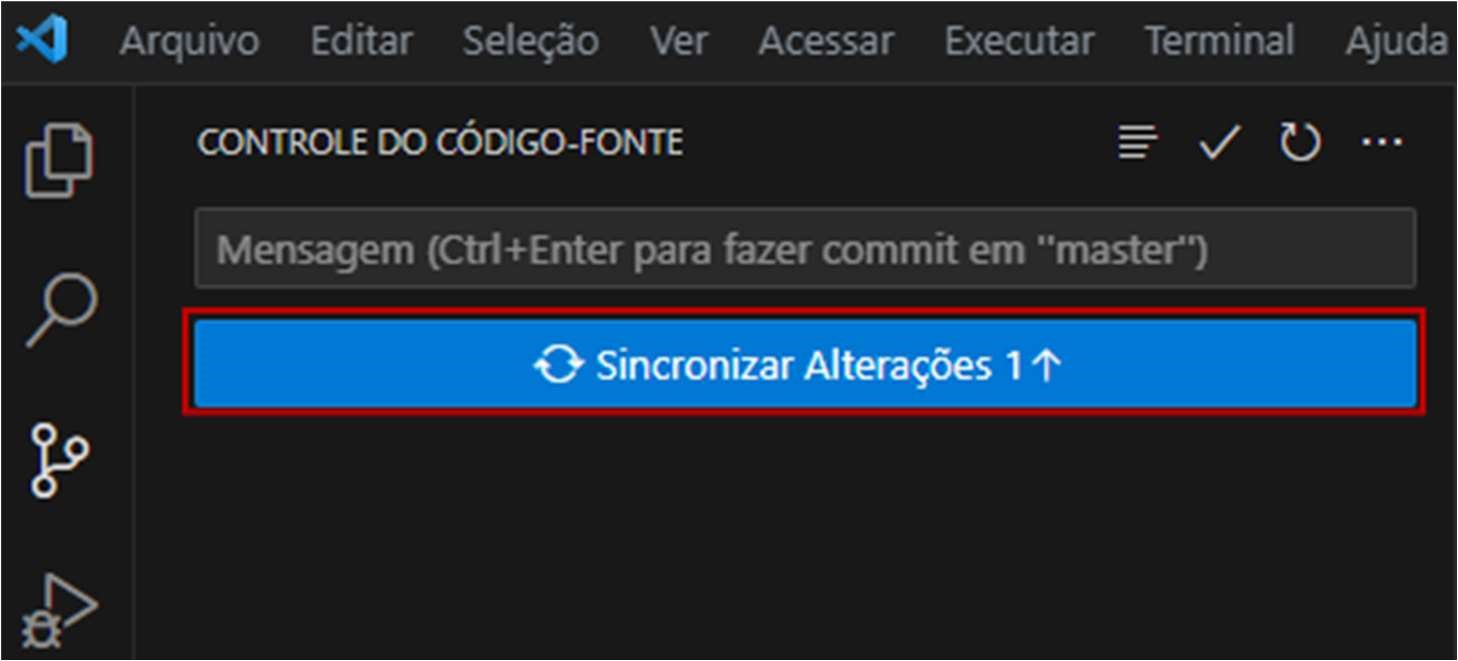 Arquivo Editar Seleção Ver Acessar Executar Terminal Ajuda
CONTROLE DO CÓDIGO-FONTE
Mensagem (Ctrl+Enter para fazer commit em "master")
Sincronizar Alterações 1↑